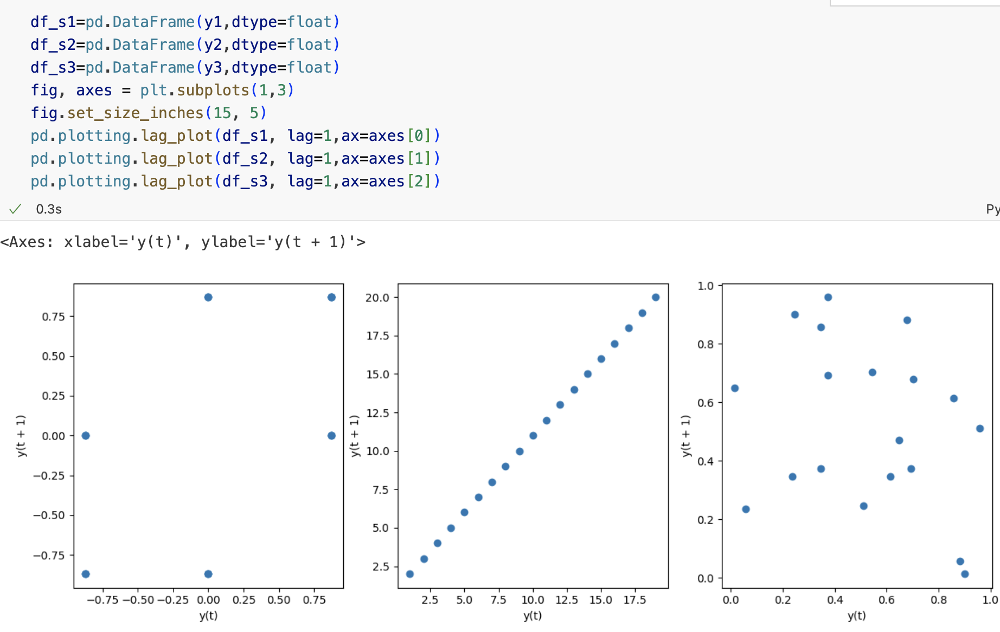 df_s1=pd.DataFrame(y1,dtype=float)
df_s2=pd.DataFrame(y2,dtype=float)
df_s3=pd.DataFrame(y3,dtype=float)
fig, axes = plt.subplots(1,3)
fig.set_size_inches(15, 5)
pd.plotting.lag_plot(df_s1, lag=1,ax=axes[0])
pd.plotting.lag_plot(df_s2, lag=1,ax=axes[1])
pd.plotting.lag_plot(df_s3, lag=1,ax=axes[2])
0.3s
Py
<Axes: xlabel='y(t)', ylabel='y(t + 1)'>
0.75
0.50
0.25
0.00
−0.25
−0.50
−0.75
y(t + 1)
−0.75 −0.50 −0.25 0.00 0.25 0.50 0.75
y(t)
20.0
17.5
15.0
12.5
10.0
7.5
5.0
2.5
y(t + 1)
2.5 5.0 7.5 10.0 12.5 15.0 17.5
y(t)
1.0
0.8
0.6
0.4
0.2
0.0
y(t + 1)
0.0 0.2 0.4 0.6 0.8 1.0
y(t)